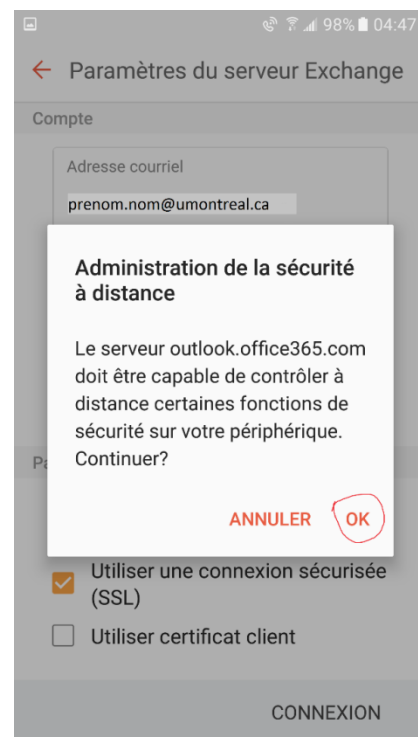 98% 04:47
Paramètres du serveur Exchange
Compte
Adresse courriel
prenom.nom@umontreal.ca
Administration de la sécurité
à distance
Le serveur outlook.office365.com
doit être capable de contrôler à
distance certaines fonctions de
sécurité sur votre périphérique.
Continuer?
Pa
ANNULER OK
Utiliser une connexion sécurisée
(SSL)
Utiliser certificat client
CONNEXION